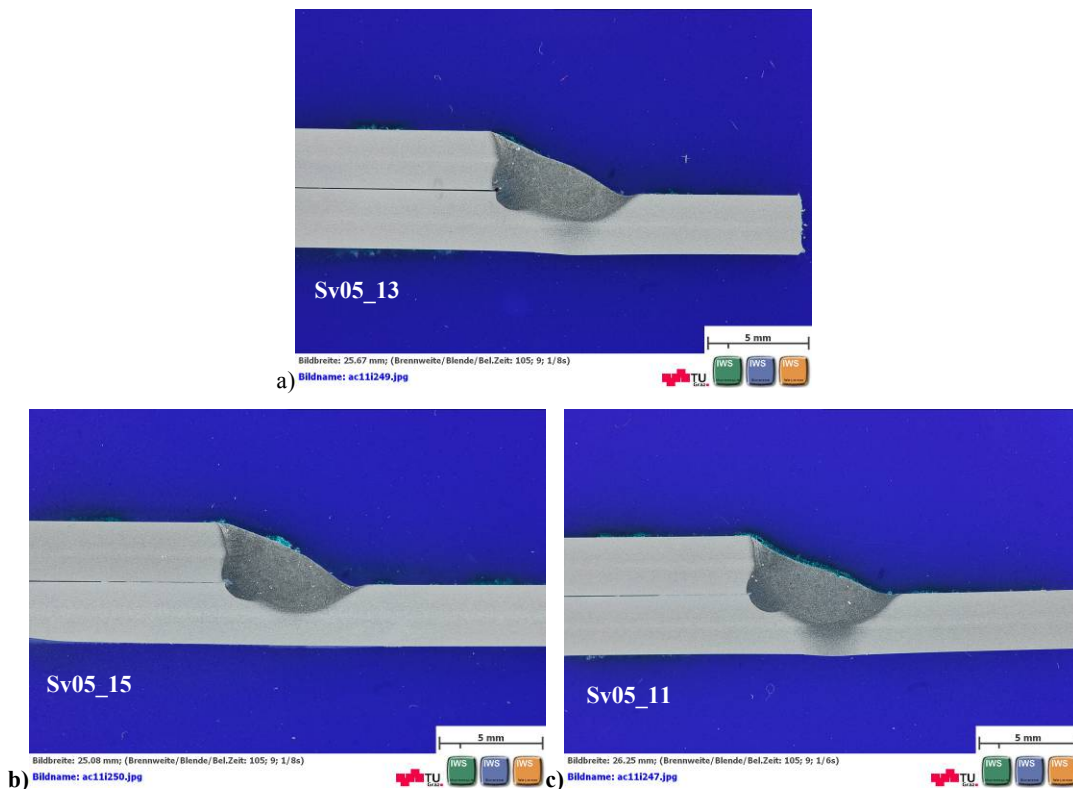 Sv05_13
5 mm
Bildbreite: 25.67 mm; (Brennweite/Blende/Bel.Zeit: 105; 9; 1/8s)
a) Bildname: ac11i249.jpg
TU
IWS IWS IWS
Sv05_15
5 mm
Bildbreite: 25.08 mm; (Brennweite/Blende/Bel.Zeit: 105; 9; 1/8s)
b) Bildname: ac11i250.jpg
TU
IWS IWS IWS
Sv05_11
5 mm
Bildbreite: 26.25 mm; (Brennweite/Blende/Bel.Zeit: 105; 9; 1/6s)
c) Bildname: ac11i247.jpg
TU
IWS IWS IWS